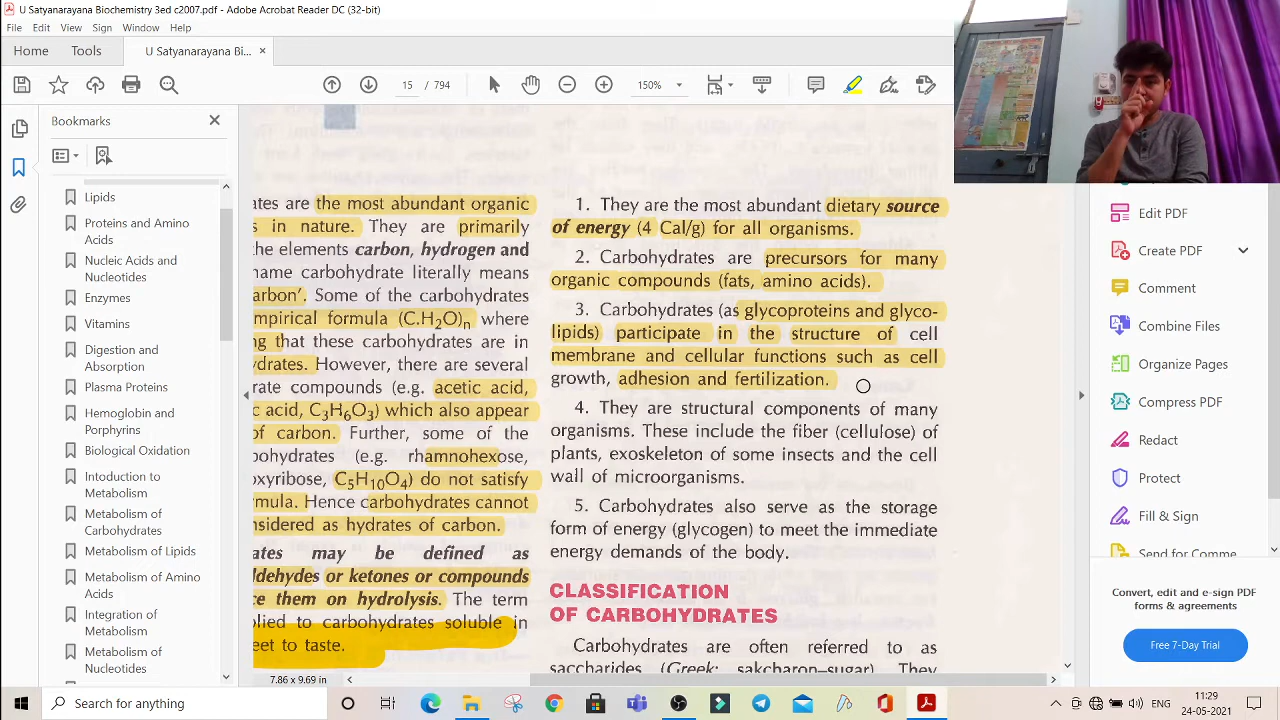 U Satyanarayana Biochemistry 3ed c2007.pdf - Adobe Acrobat Reader DC (32-bit)
File Edit View Sign Window Help
Home Tools U Satyanarayana Bi... ×
15 / 794 150%
Bookmarks
Lipids
Proteins and Amino
Acids
Nucleic Acids and
Nucleotides
Enzymes
Vitamins
Digestion and
Absorption
Plasma Proteins
Hemoglobin and
Porphyrins
Biological Oxidation
Introduction to
Metabolism
Metabolism of
Carbohydrates
Metabolism of Lipids
Metabolism of Amino
Acids
Integration of
Metabolism
Metabolism of
Nucleotides
ates are the most abundant organic
s in nature. They are primarily
he elements carbon, hydrogen and
name carbohydrate literally means
arbon'. Some of the carbohydrates
mpirical formula (C.H2O)n where
ng that these carbohydrates are in
ydrates. However, there are several
rate compounds (e.g. acetic acid,
c acid, C3H6O3) which also appear
of carbon. Further, some of the
bohydrates (e.g. rhamnohexose,
oxyribose, C5H10O4) do not satisfy
rmula. Hence carbohydrates cannot
nsidered as hydrates of carbon.
ates may be defined as
ldehydes or ketones or compounds
ce them on hydrolysis. The term
plied to carbohydrates soluble in
eet to taste.
7.86 x 9.69 in
1. They are the most abundant dietary source
of energy (4 Cal/g) for all organisms.
2. Carbohydrates are precursors for many
organic compounds (fats, amino acids).
3. Carbohydrates (as glycoproteins and glyco-
lipids) participate in the structure of cell
membrane and cellular functions such as cell
growth, adhesion and fertilization.
4. They are structural components of many
organisms. These include the fiber (cellulose) of
plants, exoskeleton of some insects and the cell
wall of microorganisms.
5. Carbohydrates also serve as the storage
form of energy (glycogen) to meet the immediate
energy demands of the body.
CLASSIFICATION
OF CARBOHYDRATES
Carbohydrates are often referred to as
saccharides (Greek: sakcharon–sugar). They
Edit PDF
Create PDF
Comment
Combine Files
Organize Pages
Compress PDF
Redact
Protect
Fill & Sign
Send for Comme
Convert, edit and e-sign PDF
forms & agreements
Free 7-Day Trial
Type here to search
ENG
11:29
24-05-2021